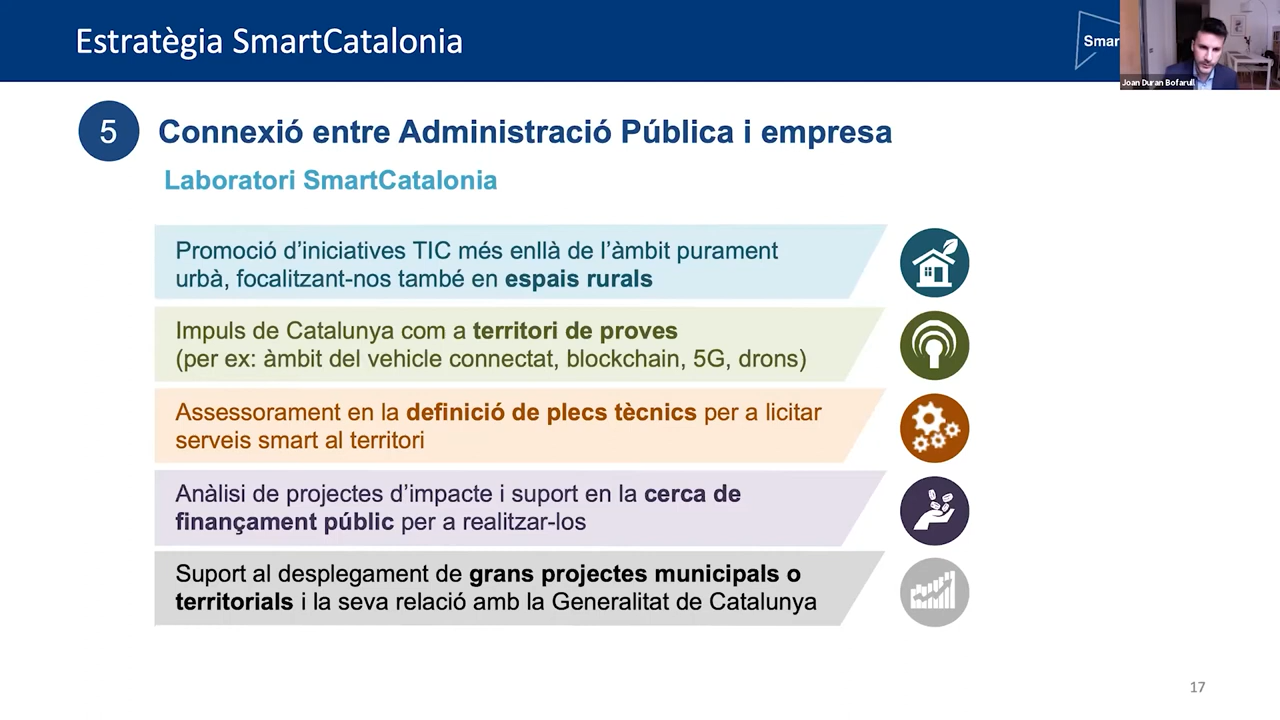 Estratègia SmartCatalonia
Smar
Joan Duran Bofarull
5
Connexió entre Administració Pública i empresa
Laboratori SmartCatalonia
Promoció d’iniciatives TIC més enllà de l’àmbit purament
urbà, focalitzant-nos també en espais rurals
Impuls de Catalunya com a territori de proves
(per ex: àmbit del vehicle connectat, blockchain, 5G, drons)
Assessorament en la definició de plecs tècnics per a licitar
serveis smart al territori
Anàlisi de projectes d’impacte i suport en la cerca de
finançament públic per a realitzar-los
Suport al desplegament de grans projectes municipals o
territorials i la seva relació amb la Generalitat de Catalunya
17